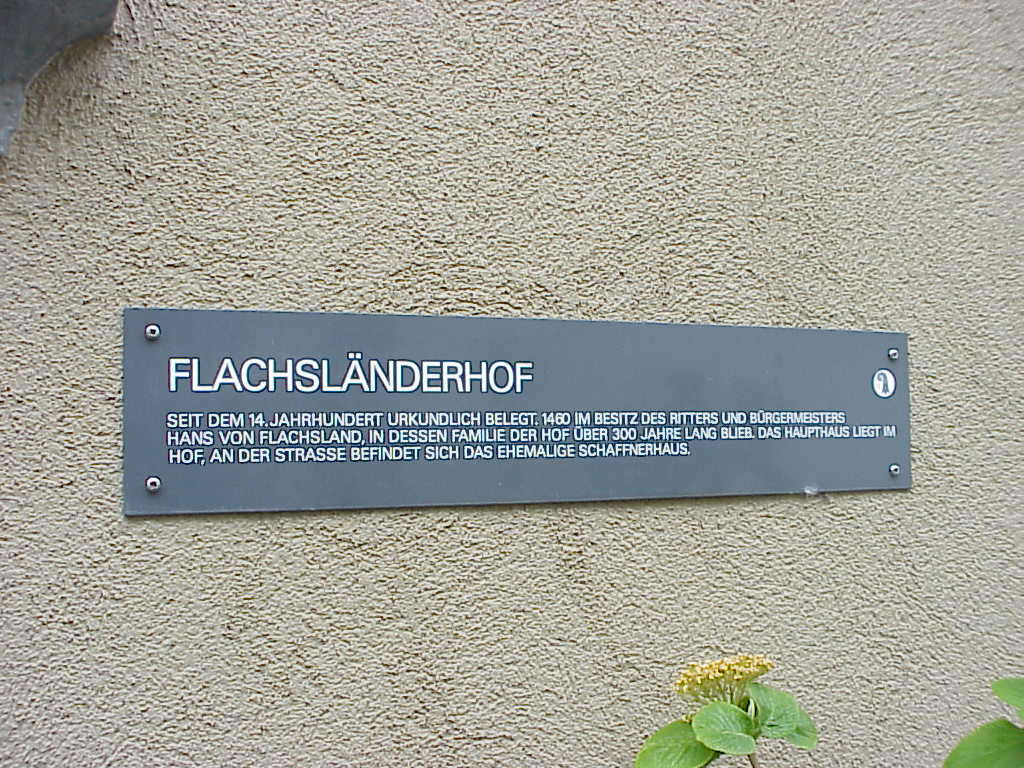 FLACHSLÄNDERHOF
SEIT DEM 14. JAHRHUNDERT URKUNDLICH BELEGT. 1460 IM BESITZ DES RITTERS UND BÜRGERMEISTERS
HANS VON FLACHSLAND, IN DESSEN FAMILIE DER HOF ÜBER 300 JAHRE LANG BLIEB. DAS HAUPTHAUS LIEGT IM
HOF, AN DER STRASSE BEFINDET SICH DAS EHEMALIGE SCHAFFNERHAUS.